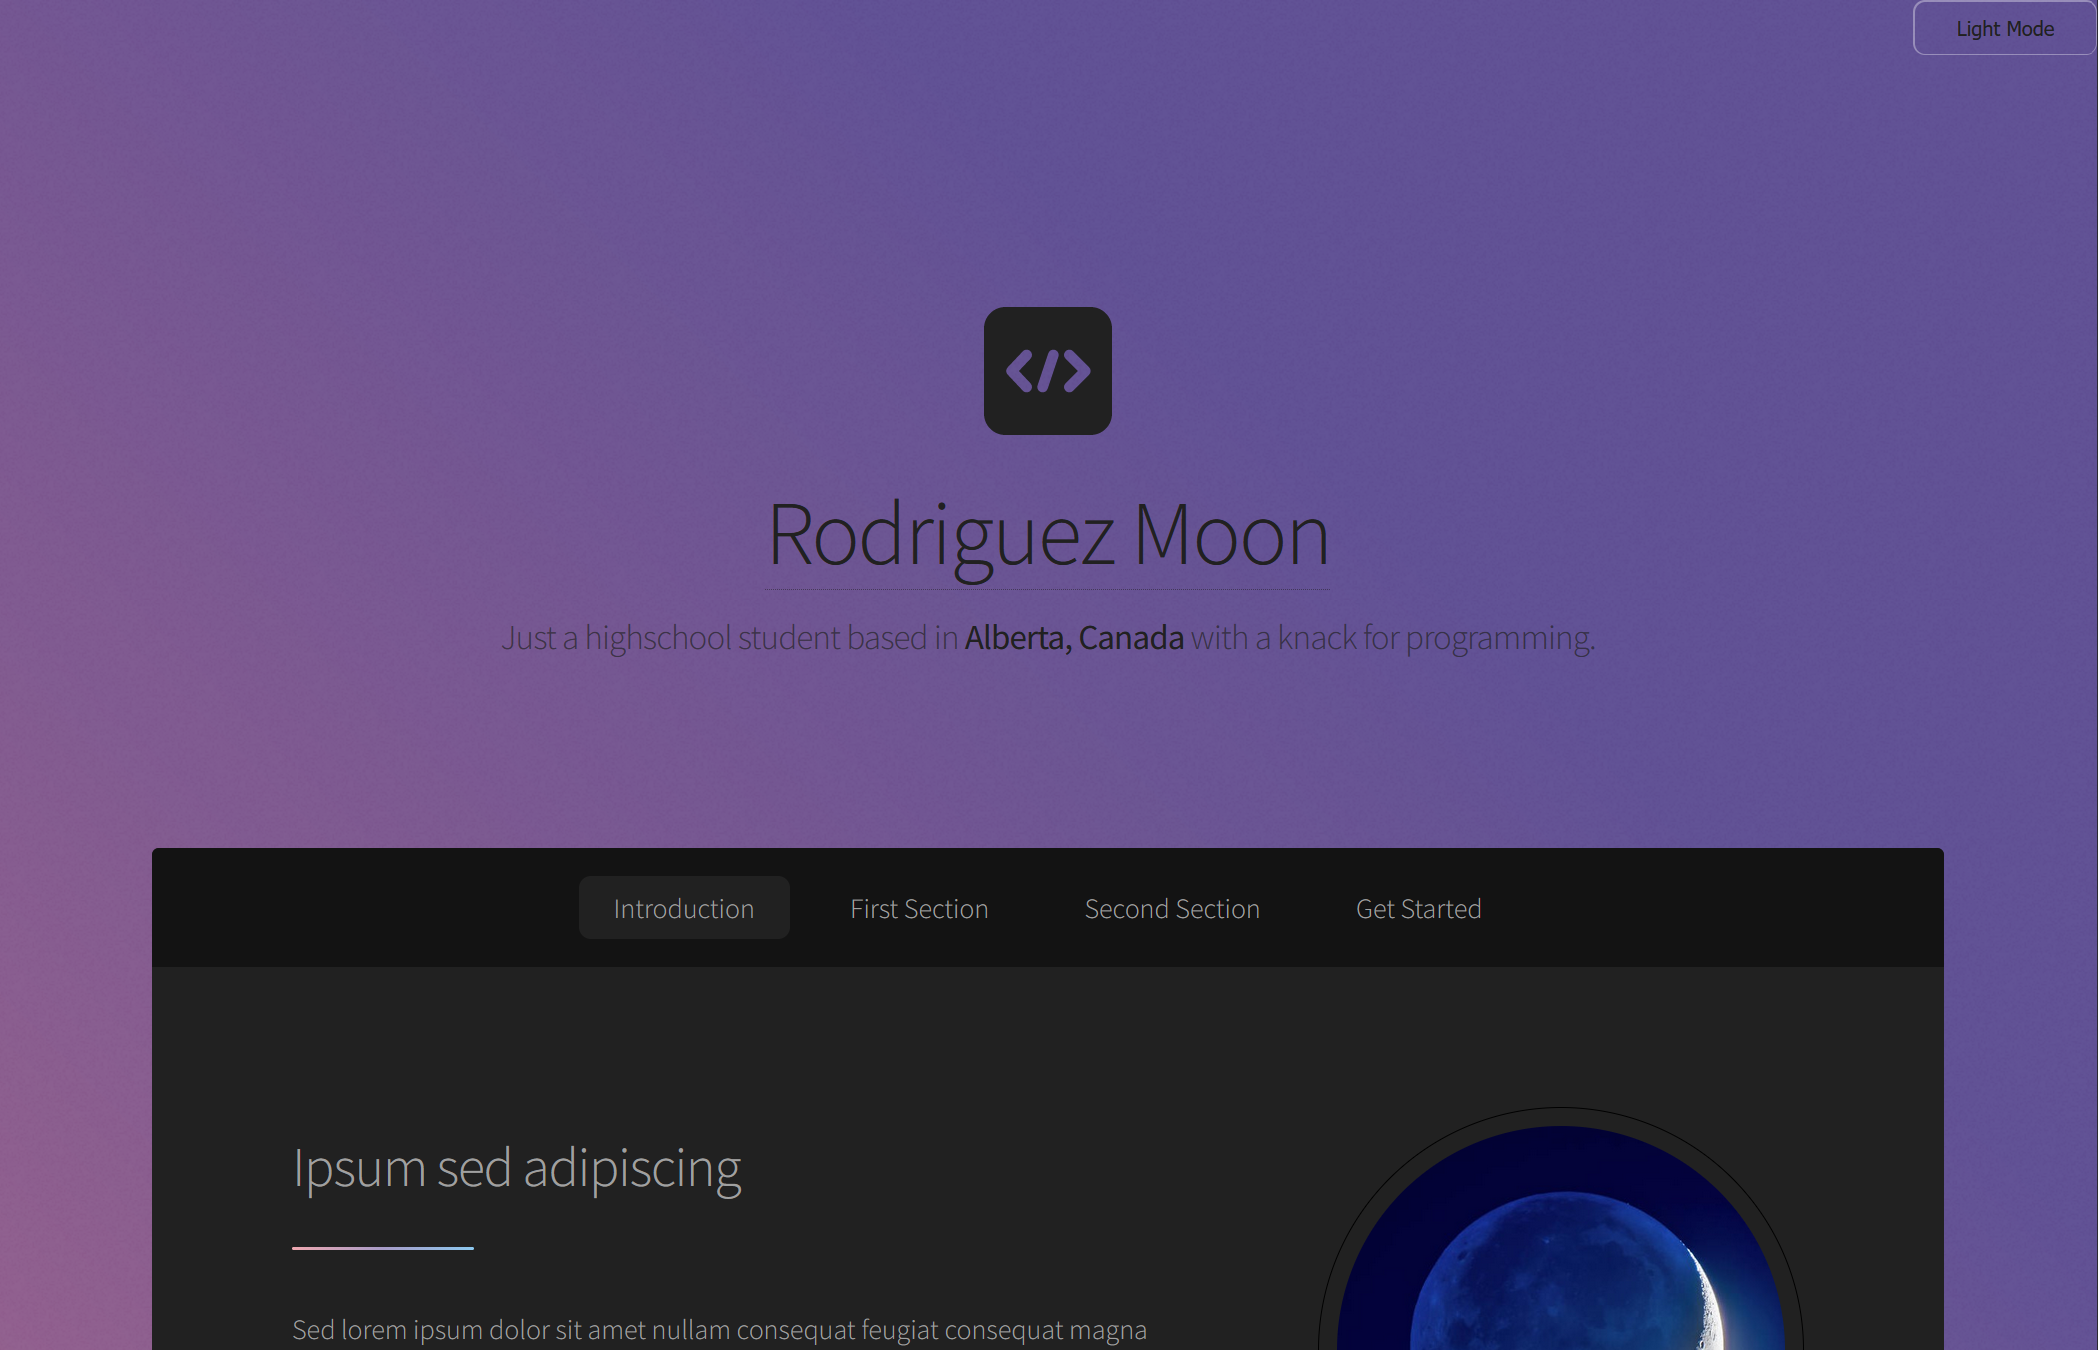 Light Mode
</>
Rodriguez Moon
Just a highschool student based in Alberta, Canada with a knack for programming.
Introduction First Section Second Section Get Started
Ipsum sed adipiscing
Sed lorem ipsum dolor sit amet nullam consequat feugiat consequat magna